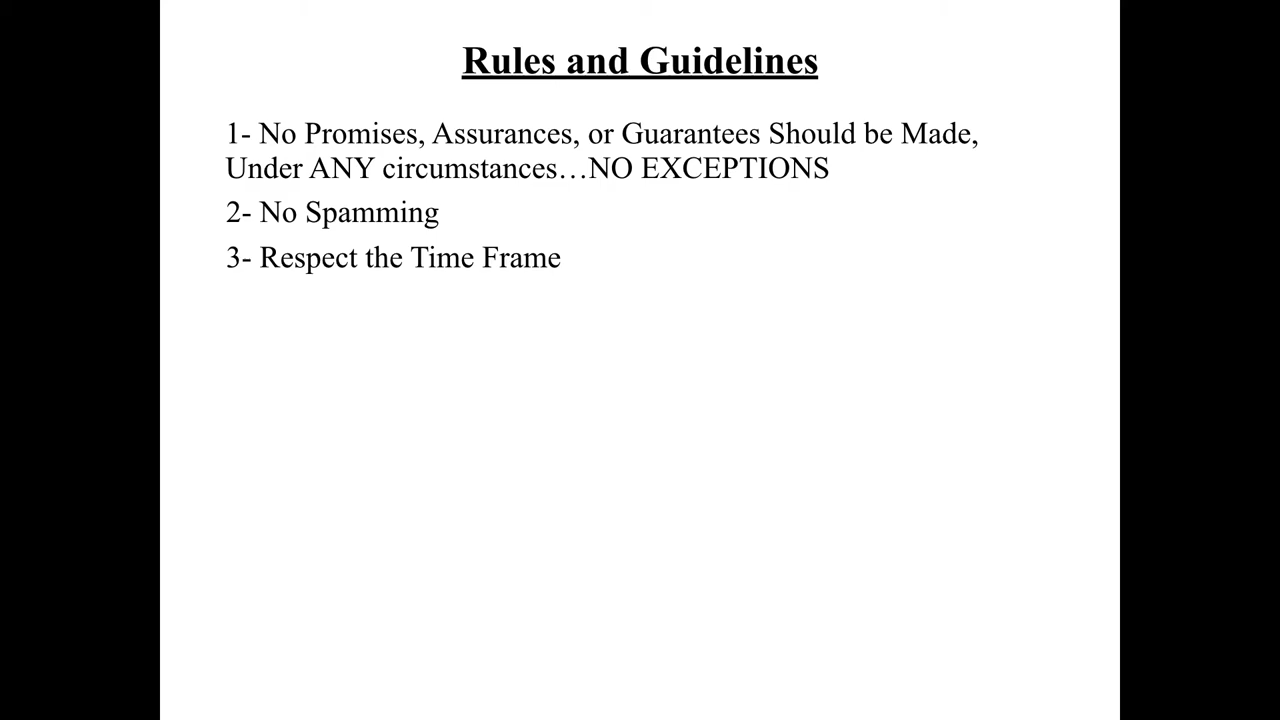 Rules and Guidelines
1- No Promises, Assurances, or Guarantees Should be Made,
Under ANY circumstances…NO EXCEPTIONS
2- No Spamming
3- Respect the Time Frame